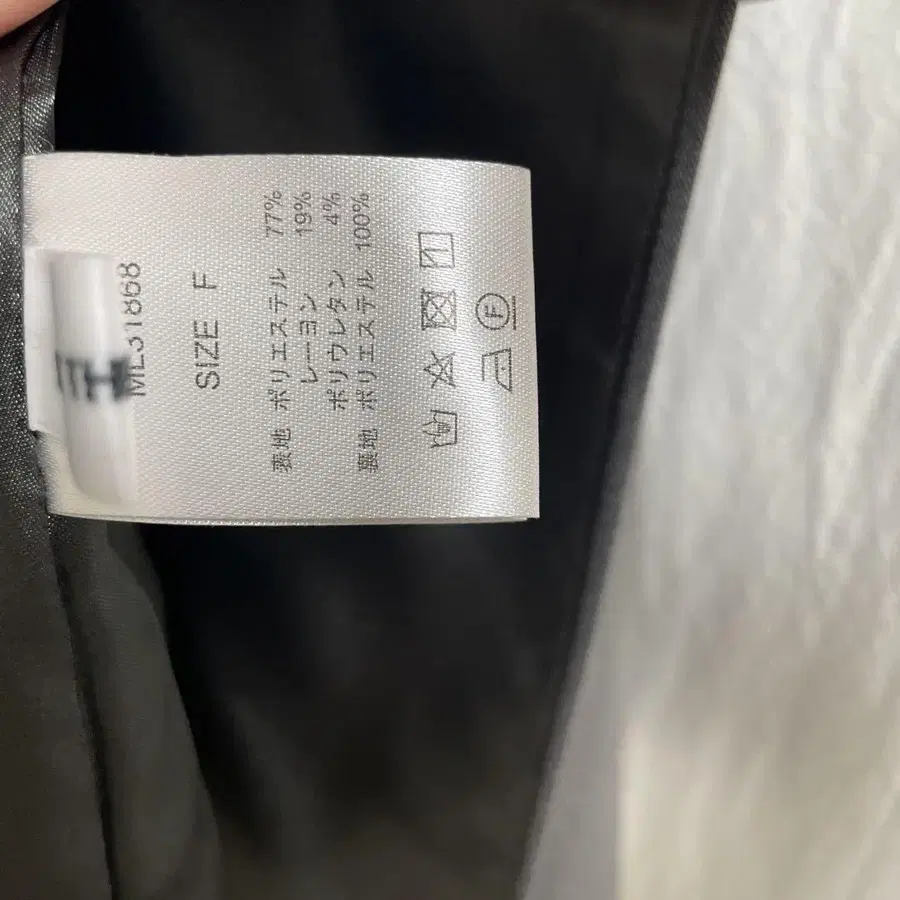 ML31868
SIZE F
表地 ポリエステル 77%
レーヨン 19%
ポリウレタン 4%
裏地 ポリエステル 100%
F